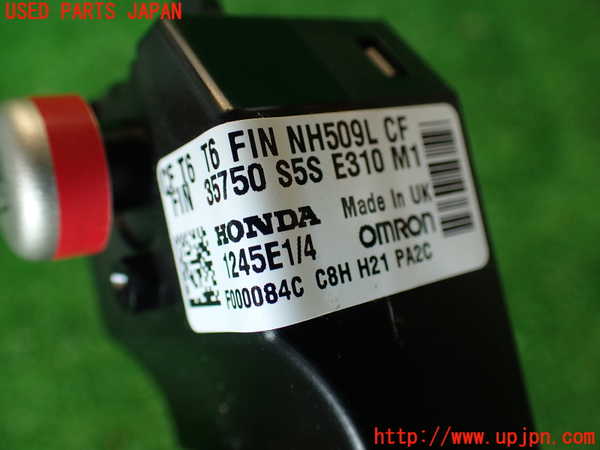 USED PARTS JAPAN
CF T6 T6 FIN NH509L CF
FIN 35750 S5S E310 M1
HONDA Made in UK
1245E1/4 OMRON
F000084C C8H H21 PA2C
http://www.upjpn.com/